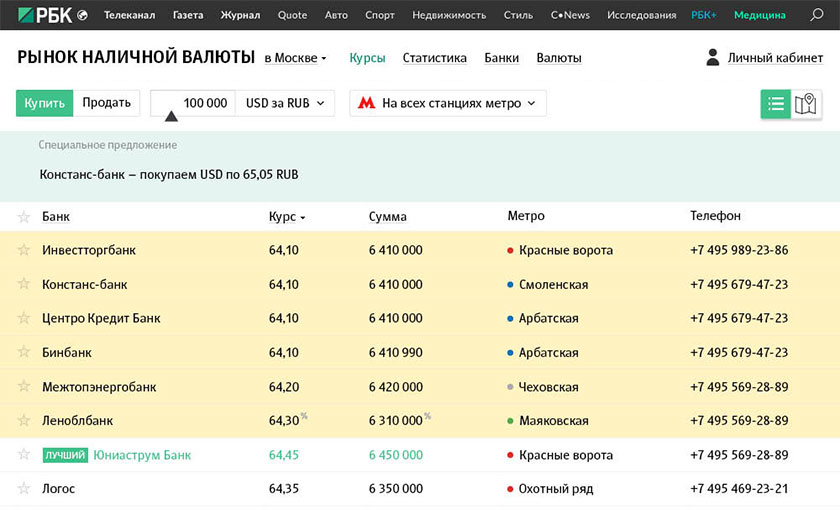 РБК Телеканал Газета Журнал Quote Авто Спорт Недвижимость Стиль C•News Исследования РБК+ Медицина
РЫНОК НАЛИЧНОЙ ВАЛЮТЫ в Москве Курсы Статистика Банки Валюты Личный кабинет
Купить Продать 100 000 USD за RUB На всех станциях метро
Специальное предложение
Констанс-банк – покупаем USD по 65,05 RUB
Банк Курс Сумма Метро Телефон
Инвестторгбанк 64,10 6 410 000 Красные ворота +7 495 989-23-86
Констанс-банк 64,10 6 410 000 Смоленская +7 495 679-47-23
Центро Кредит Банк 64,10 6 410 000 Арбатская +7 495 679-47-23
Бинбанк 64,10 6 410 990 Арбатская +7 495 679-47-23
Межтопэнергобанк 64,20 6 420 000 Чеховская +7 495 569-28-89
Леноблбанк 64,30% 6 310 000% Маяковская +7 495 569-28-89
ЛУЧШИЙ Юниаструм Банк 64,45 6 450 000 Красные ворота +7 495 569-28-89
Логос 64,35 6 350 000 Охотный ряд +7 495 469-23-21